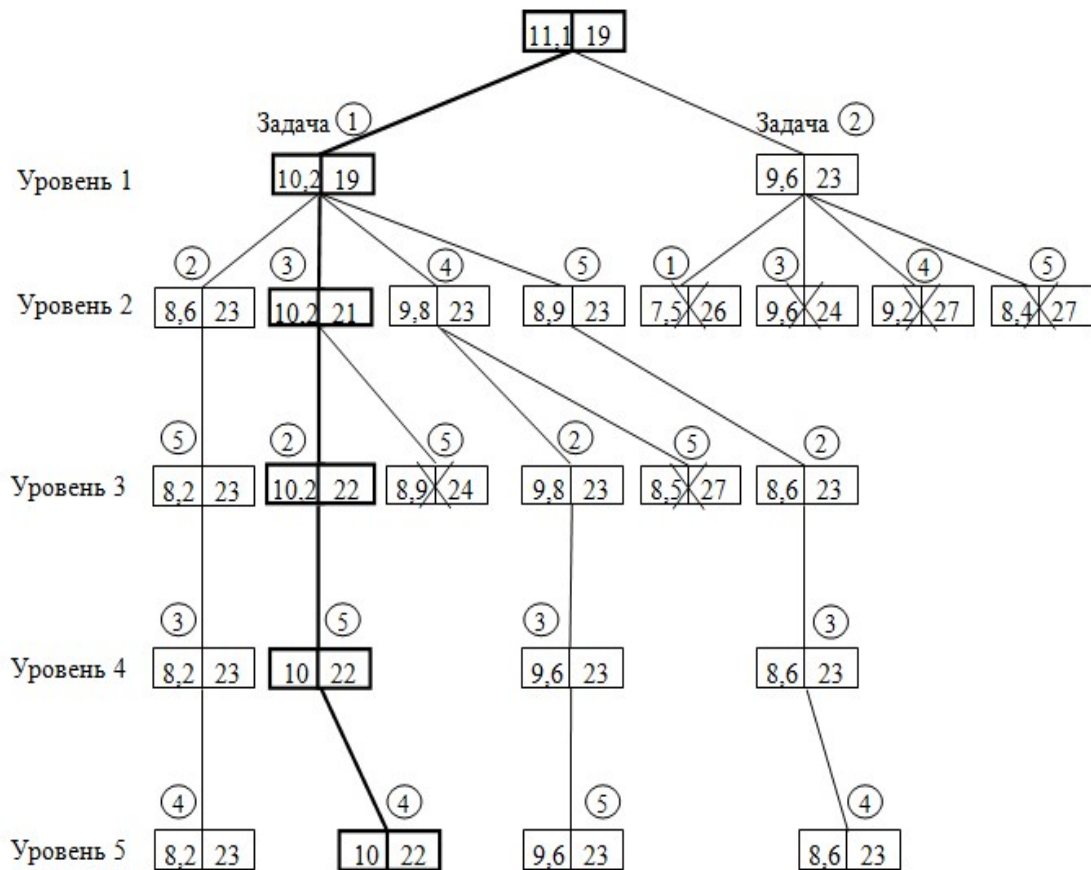 11,1 19
Задача 1 Задача 2
Уровень 1 10,2 19 9,6 23
2 3 4 5 1 3 4 5
Уровень 2 8,6 23 10,2 21 9,8 23 8,9 23 7,5 26 9,6 24 9,2 27 8,4 27
5 2 5 2 5 2
Уровень 3 8,2 23 10,2 22 8,9 24 9,8 23 8,5 27 8,6 23
3 5 3 3
Уровень 4 8,2 23 10 22 9,6 23 8,6 23
4 4 5 4
Уровень 5 8,2 23 10 22 9,6 23 8,6 23